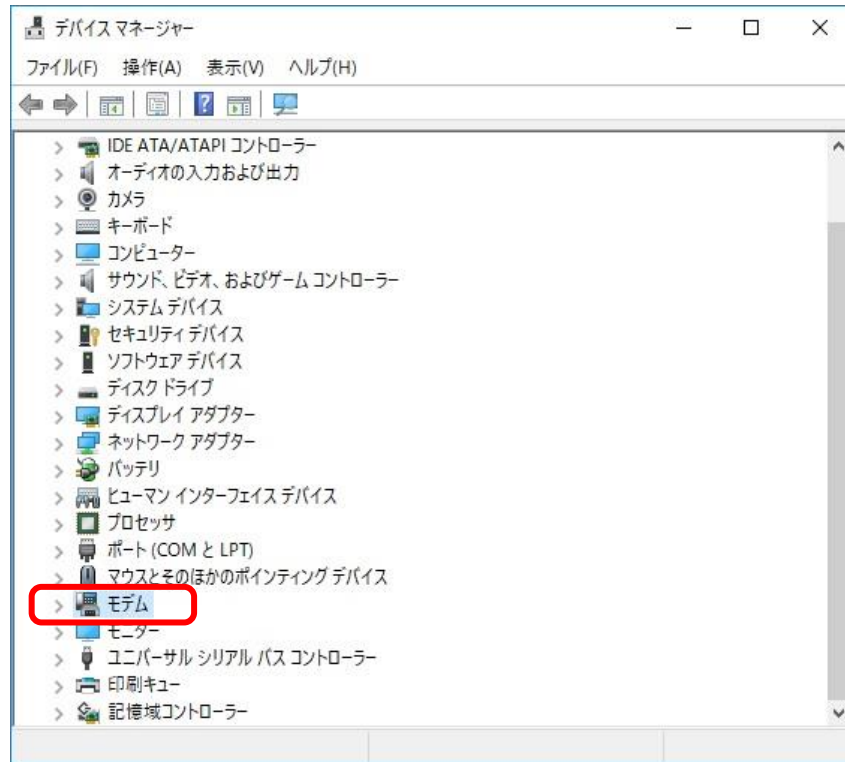 デバイス マネージャー
ファイル(F) 操作(A) 表示(V) ヘルプ(H)
IDE ATA/ATAPI コントローラー
オーディオの入力および出力
カメラ
キーボード
コンピューター
サウンド、ビデオ、およびゲーム コントローラー
システム デバイス
セキュリティ デバイス
ソフトウェア デバイス
ディスク ドライブ
ディスプレイ アダプター
ネットワーク アダプター
バッテリ
ヒューマン インターフェイス デバイス
プロセッサ
ポート (COM と LPT)
マウスとそのほかのポインティング デバイス
モデム
モニター
ユニバーサル シリアル バス コントローラー
印刷キュー
記憶域コントローラー